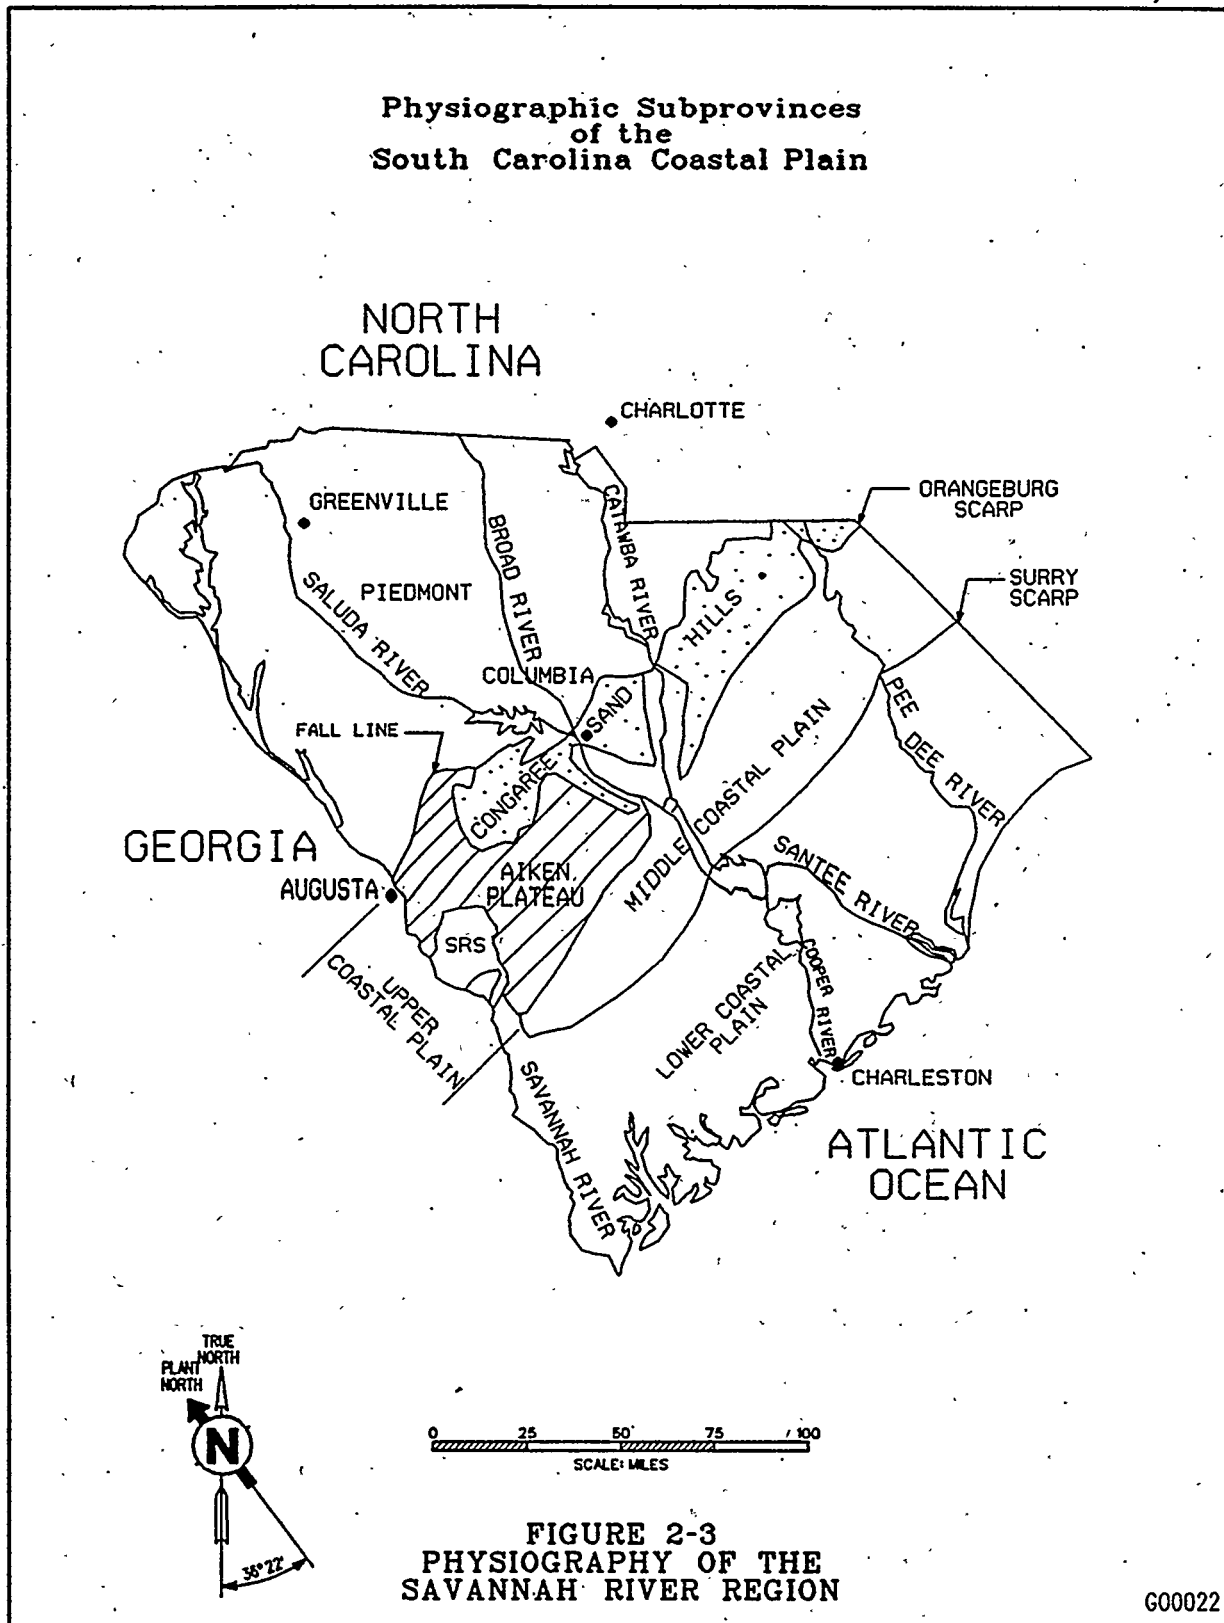 Physiographic Subprovinces
of the
South Carolina Coastal Plain
NORTH
CAROLINA
CHARLOTTE
ORANGEBURG
SCARP
GREENVILLE
BROAD RIVER
CATAWBA RIVER
SURRY
SCARP
PIEDMONT
SALUDA RIVER
HILLS
COLUMBIA
SAND
PEE
DEE RIVER
FALL LINE
CONGAREE
MIDDLE COASTAL PLAIN
GEORGIA
AUGUSTA
AIKEN
PLATEAU
SANTEE RIVER
SRS
COOPER RIVER
UPPER
COASTAL PLAIN
LOWER COASTAL
PLAIN
CHARLESTON
SAVANNAH RIVER
ATLANTIC
OCEAN
TRUE
NORTH
PLANT
NORTH
N
36°22'
0 25 50 75 100
SCALE: MILES
FIGURE 2-3
PHYSIOGRAPHY OF THE
SAVANNAH RIVER REGION
G00022